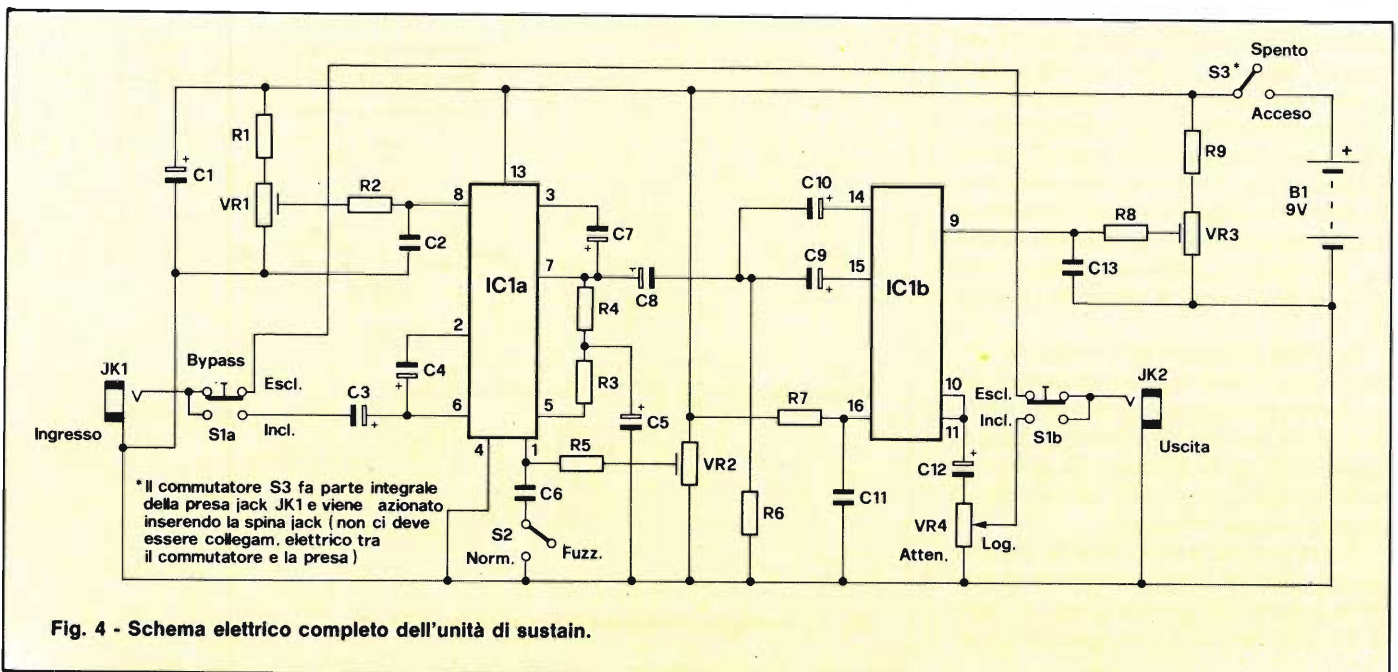 Spento
S3*
Acceso
R1
C1
VR1
R2
C2
8
13
3
C7
7
IC1a
R4
C8
2
C4
R3
6
5
C5
4
1
C10
14
C9
15
IC1b
9
R8
C13
R9
VR3
B1
9V
+
JK1
Ingresso
Bypass
Escl.
S1a
Incl.
C3
R5
C6
S2
Norm.
Fuzz.
VR2
R7
R6
16
C11
10
11
C12
VR4
Atten.
Log.
Escl.
Incl.
S1b
JK2
Uscita
*Il commutatore S3 fa parte integrale
della presa jack JK1 e viene azionato
inserendo la spina jack (non ci deve
essere collegam. elettrico tra
il commutatore e la presa)
Fig. 4 - Schema elettrico completo dell'unità di sustain.